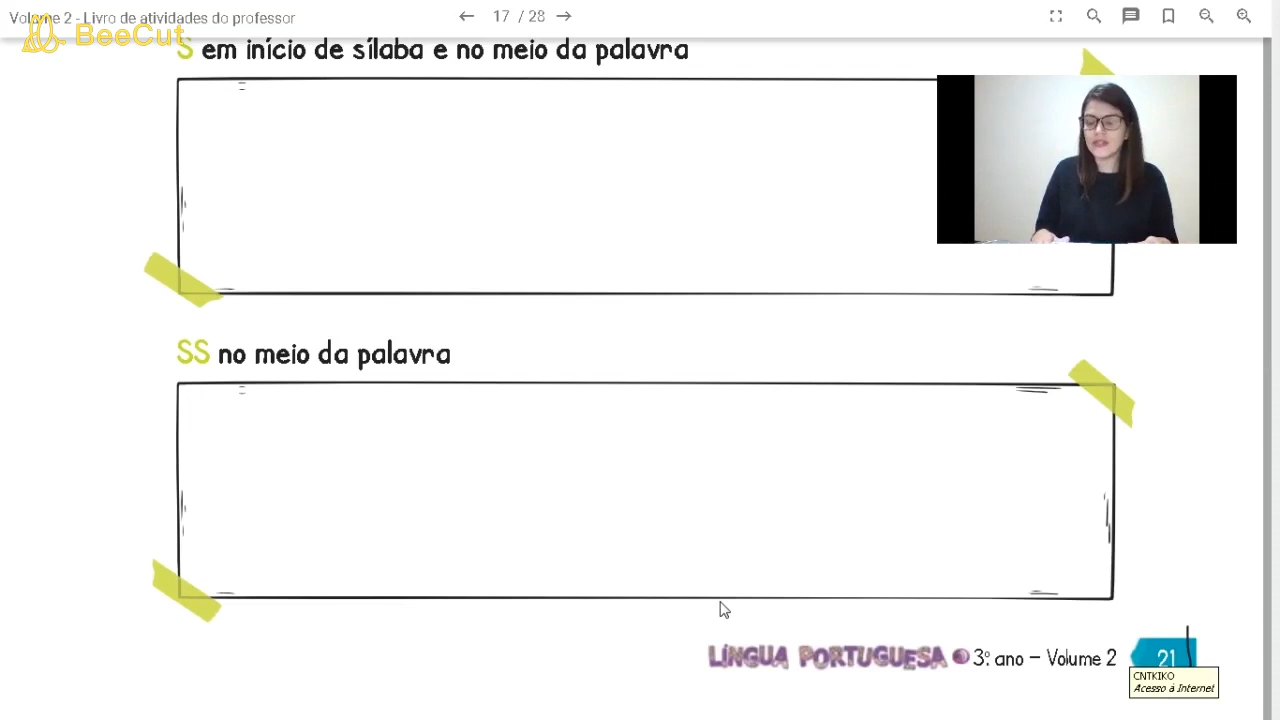 Volume 2 - Livro de atividades do professor
17 / 28
BeeCut
S em início de sílaba e no meio da palavra
SS no meio da palavra
LÍNGUA PORTUGUESA 3º ano – Volume 2 21
CNTKIKO
Acesso à Internet